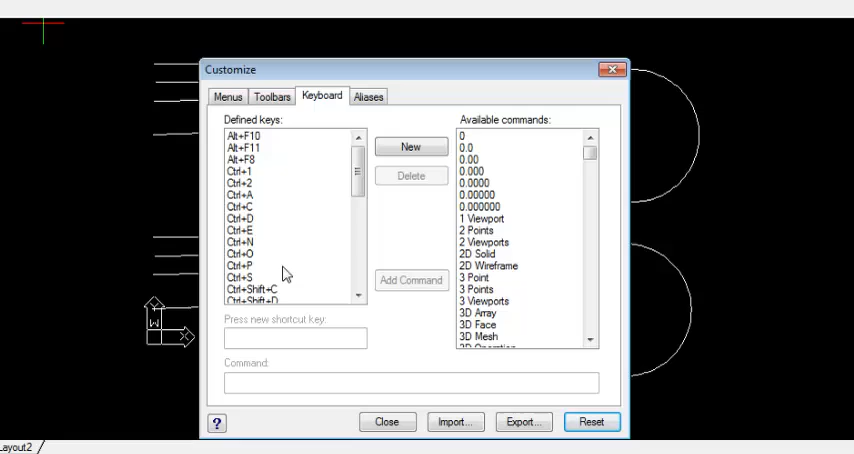 Customize
Menus
Toolbars
Keyboard
Aliases
Defined keys:
Alt+F10
Alt+F11
Alt+F8
Ctrl+1
Ctrl+2
Ctrl+A
Ctrl+C
Ctrl+D
Ctrl+E
Ctrl+N
Ctrl+O
Ctrl+P
Ctrl+S
Ctrl+Shift+C
Ctrl+Shift+D
New
Delete
Add Command
Available commands:
0
0.0
0.00
0.000
0.0000
0.00000
0.000000
1 Viewport
2 Points
2 Viewports
2D Solid
2D Wireframe
3 Point
3 Points
3 Viewports
3D Array
3D Face
3D Mesh
3D Operation
Press new shortcut key:
Command:
?
Close
Import...
Export...
Reset
Y
W
X
Layout2